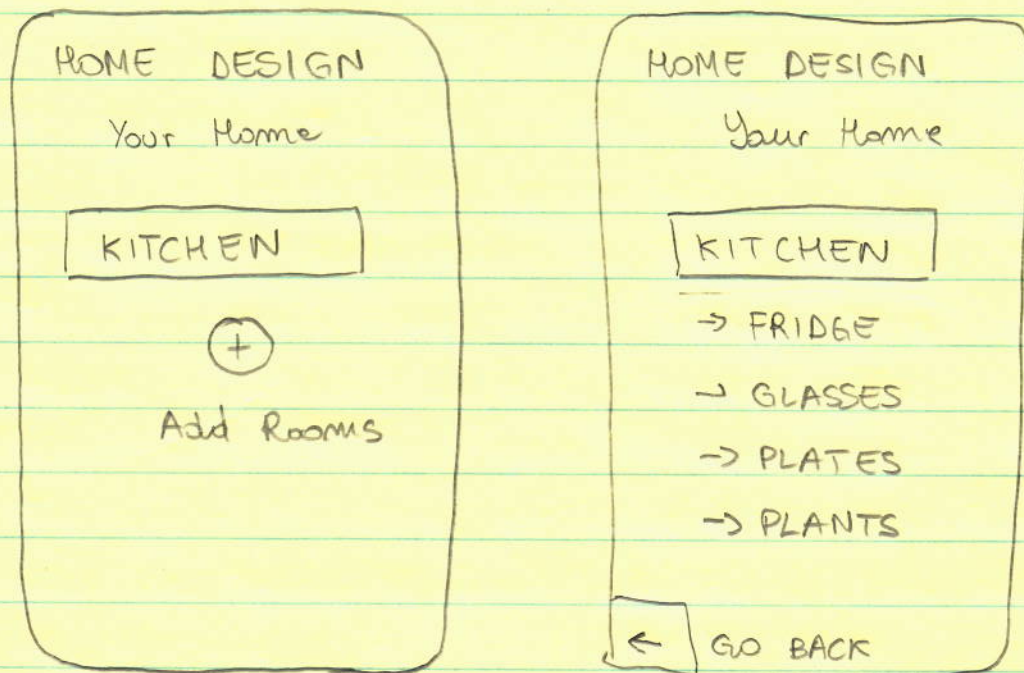 HOME DESIGN
Your Home
KITCHEN
+
Add Rooms
HOME DESIGN
Your Home
KITCHEN
→ FRIDGE
→ GLASSES
→ PLATES
→ PLANTS
← GO BACK